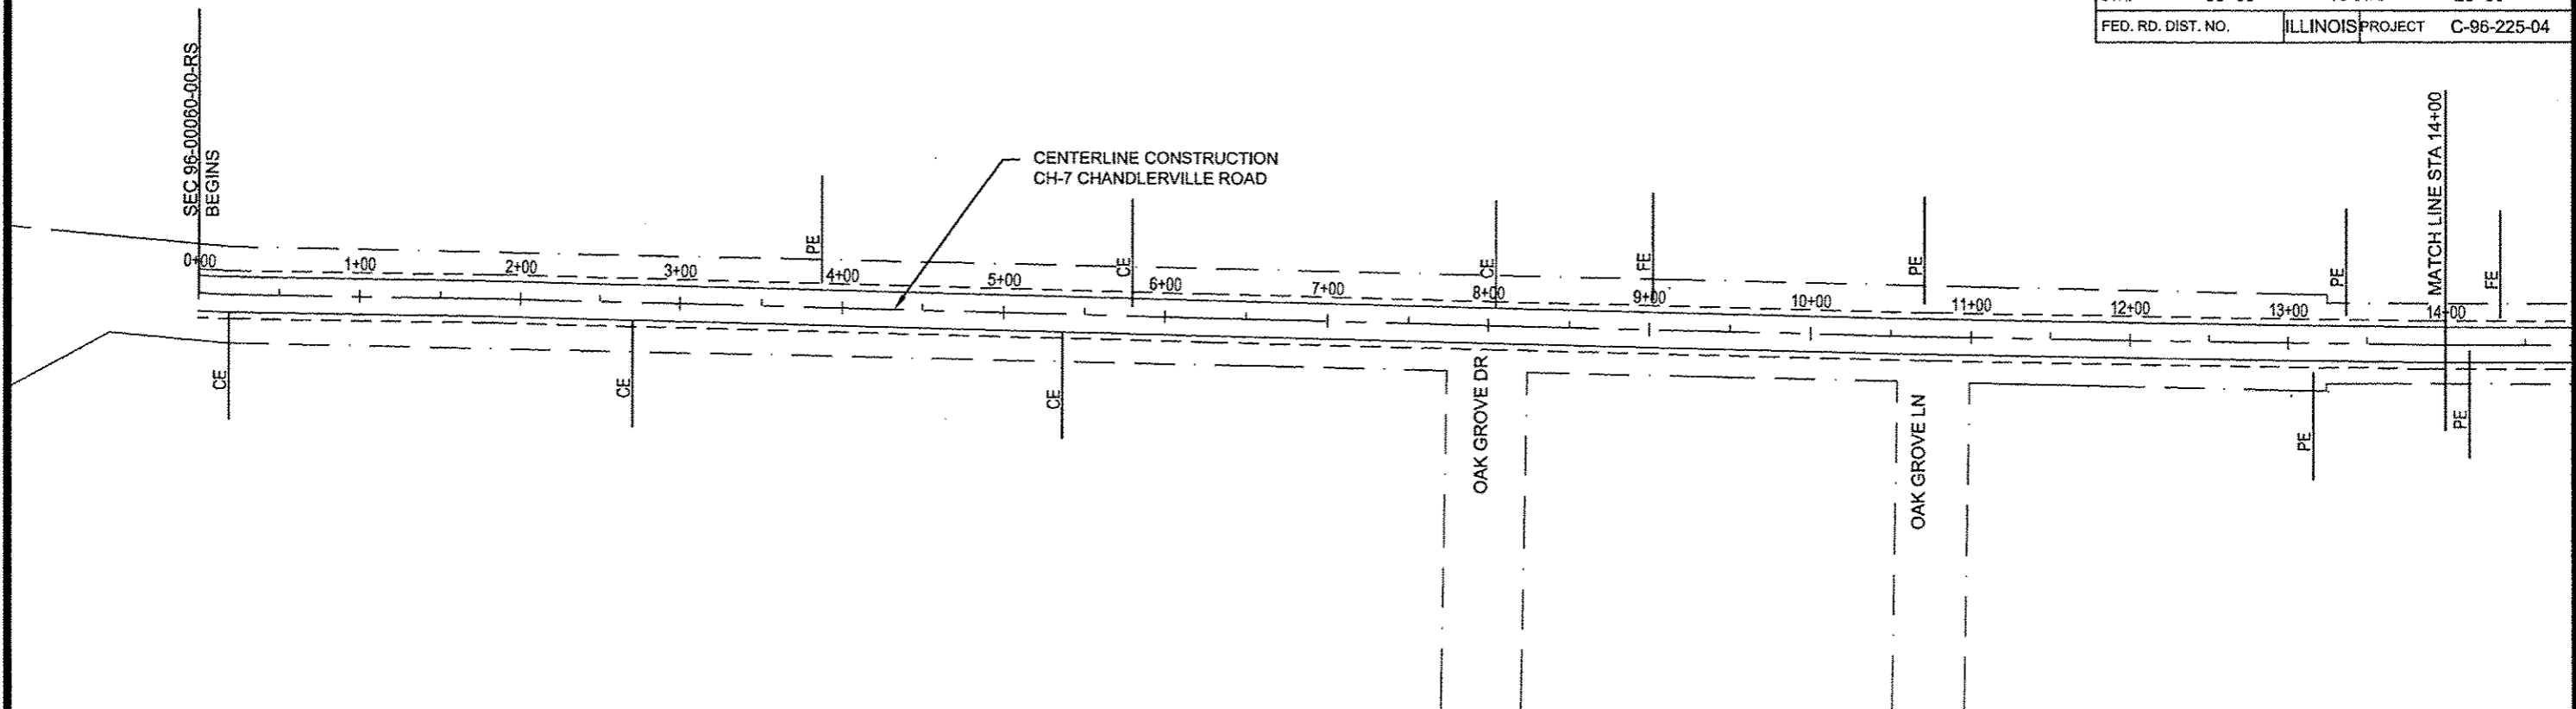 FED. RD. DIST. NO. ILLINOIS PROJECT C-96-225-04
SEC 96-00060-00-RS
BEGINS
CENTERLINE CONSTRUCTION
CH-7 CHANDLERVILLE ROAD
MATCH LINE STA 14+00
PE
CE
CE
FE
PE
PE
FE
0+00
1+00
2+00
3+00
4+00
5+00
6+00
7+00
8+00
9+00
10+00
11+00
12+00
13+00
14+00
CE
CE
CE
OAK GROVE DR
OAK GROVE LN
PE
PE